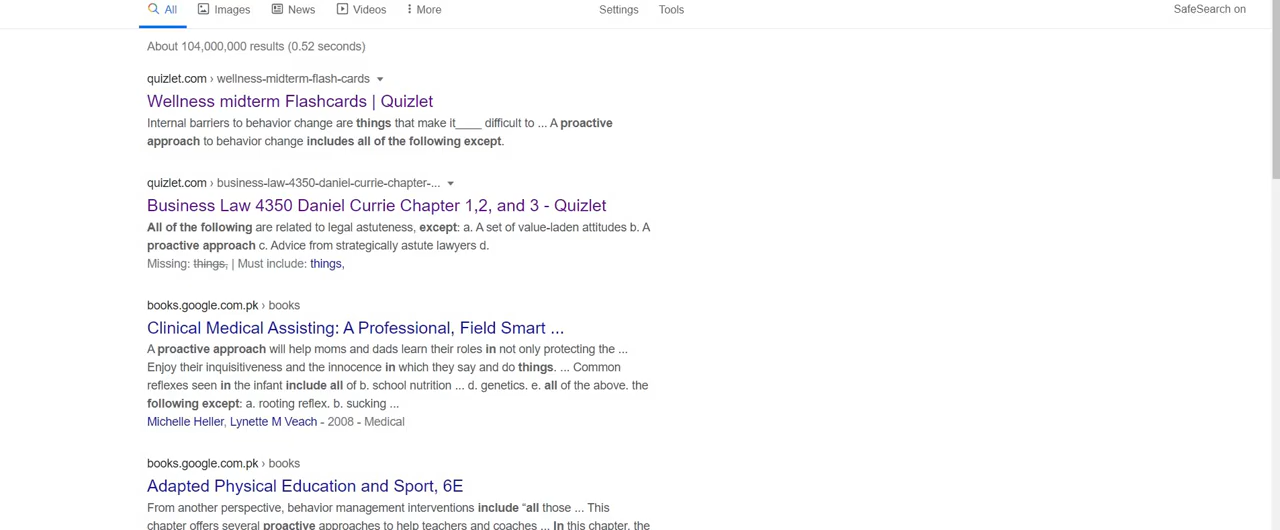 All Images News Videos More Settings Tools SafeSearch on
About 104,000,000 results (0.52 seconds)
quizlet.com › wellness-midterm-flash-cards
Wellness midterm Flashcards | Quizlet
Internal barriers to behavior change are things that make it____ difficult to ... A proactive
approach to behavior change includes all of the following except.
quizlet.com › business-law-4350-daniel-currie-chapter-...
Business Law 4350 Daniel Currie Chapter 1,2, and 3 - Quizlet
All of the following are related to legal astuteness, except: a. A set of value-laden attitudes b. A
proactive approach c. Advice from strategically astute lawyers d.
Missing: things, | Must include: things,
books.google.com.pk › books
Clinical Medical Assisting: A Professional, Field Smart ...
A proactive approach will help moms and dads learn their roles in not only protecting the ...
Enjoy their inquisitiveness and the innocence in which they say and do things. ... Common
reflexes seen in the infant include all of b. school nutrition ... d. genetics. e. all of the above. the
following except: a. rooting reflex. b. sucking ...
Michelle Heller, Lynette M Veach - 2008 - Medical
books.google.com.pk › books
Adapted Physical Education and Sport, 6E
From another perspective, behavior management interventions include “all those ... This
chapter offers several proactive approaches to help teachers and coaches ... In this chapter, the